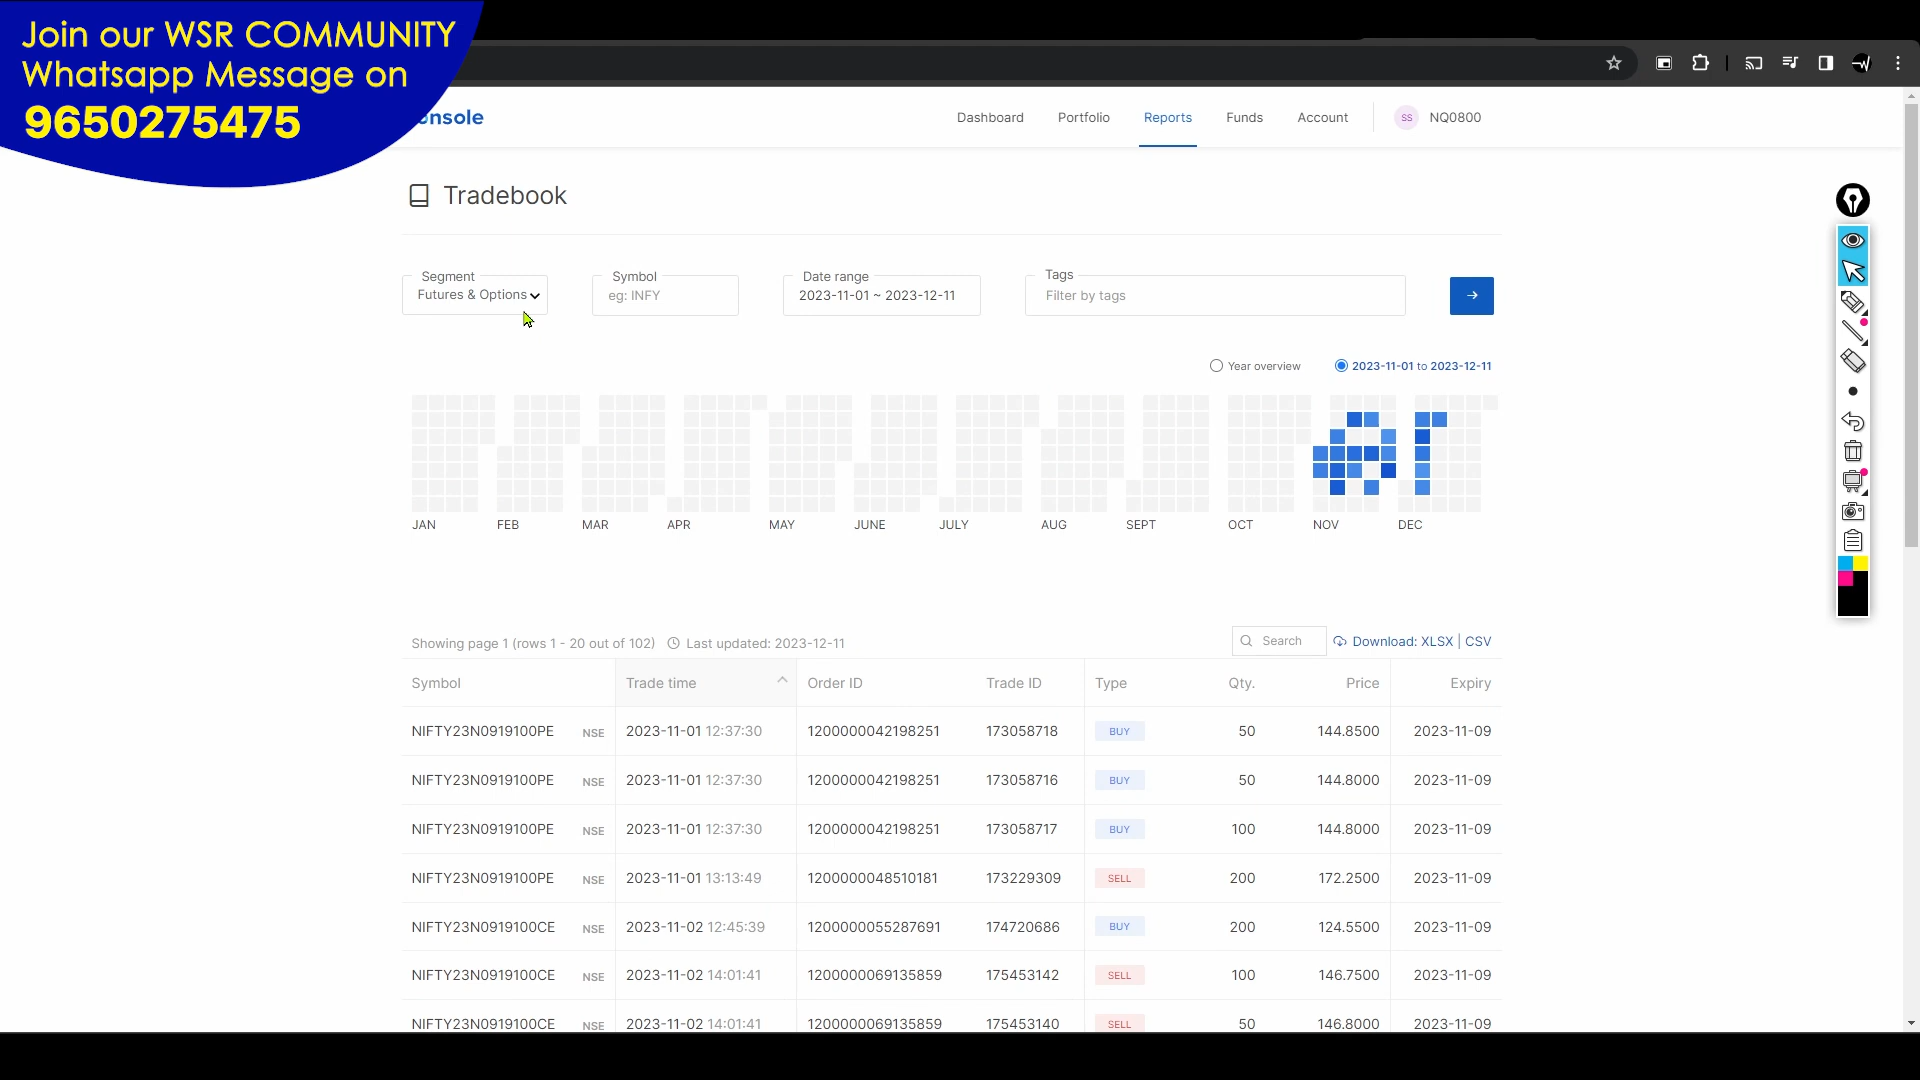 Join our WSR COMMUNITY
Whatsapp Message on
9650275475
onsole
Dashboard Portfolio Reports Funds Account SS NQ0800
Tradebook
Segment Symbol Date range Tags
Futures & Options eg: INFY 2023-11-01 ~ 2023-12-11 Filter by tags
Year overview 2023-11-01 to 2023-12-11
JAN FEB MAR APR MAY JUNE JULY AUG SEPT OCT NOV DEC
Showing page 1 (rows 1 - 20 out of 102) Last updated: 2023-12-11 Search Download: XLSX | CSV
Symbol Trade time Order ID Trade ID Type Qty. Price Expiry
NIFTY23N0919100PE NSE 2023-11-01 12:37:30 1200000042198251 173058718 BUY 50 144.8500 2023-11-09
NIFTY23N0919100PE NSE 2023-11-01 12:37:30 1200000042198251 173058716 BUY 50 144.8000 2023-11-09
NIFTY23N0919100PE NSE 2023-11-01 12:37:30 1200000042198251 173058717 BUY 100 144.8000 2023-11-09
NIFTY23N0919100PE NSE 2023-11-01 13:13:49 1200000048510181 173229309 SELL 200 172.2500 2023-11-09
NIFTY23N0919100CE NSE 2023-11-02 12:45:39 1200000055287691 174720686 BUY 200 124.5500 2023-11-09
NIFTY23N0919100CE NSE 2023-11-02 14:01:41 1200000069135859 175453142 SELL 100 146.7500 2023-11-09
NIFTY23N0919100CE NSE 2023-11-02 14:01:41 1200000069135859 175453140 SELL 50 146.8000 2023-11-09